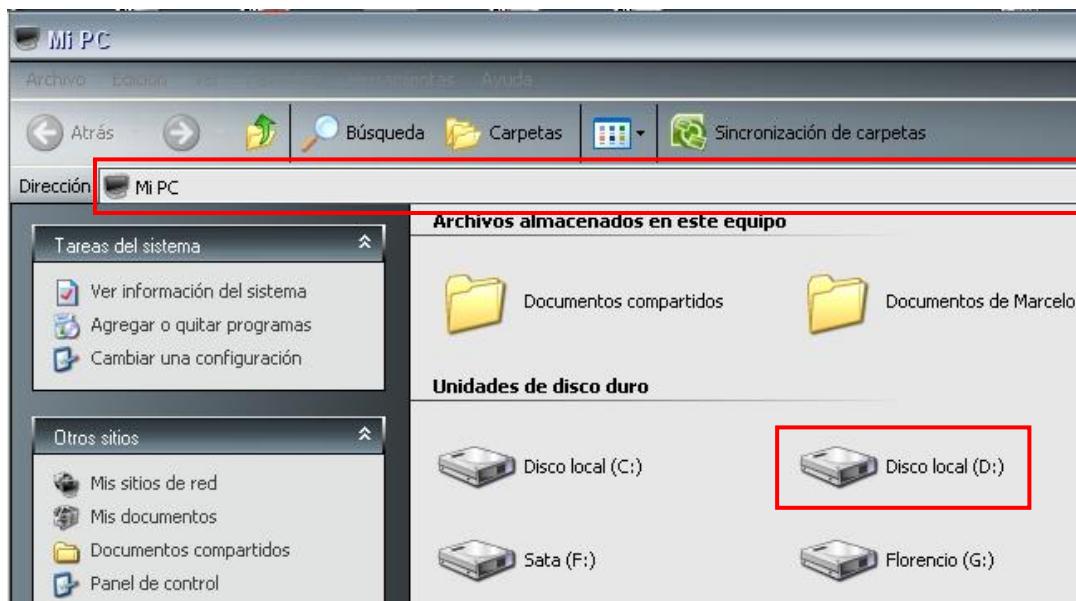 Mi PC
Archivo Edición Ver Herramientas Ayuda
Atrás Búsqueda Carpetas Sincronización de carpetas
Dirección Mi PC
Tareas del sistema
Ver información del sistema
Agregar o quitar programas
Cambiar una configuración
Otros sitios
Mis sitios de red
Mis documentos
Documentos compartidos
Panel de control
Archivos almacenados en este equipo
Documentos compartidos
Documentos de Marcelo
Unidades de disco duro
Disco local (C:)
Disco local (D:)
Sata (F:)
Florencio (G:)